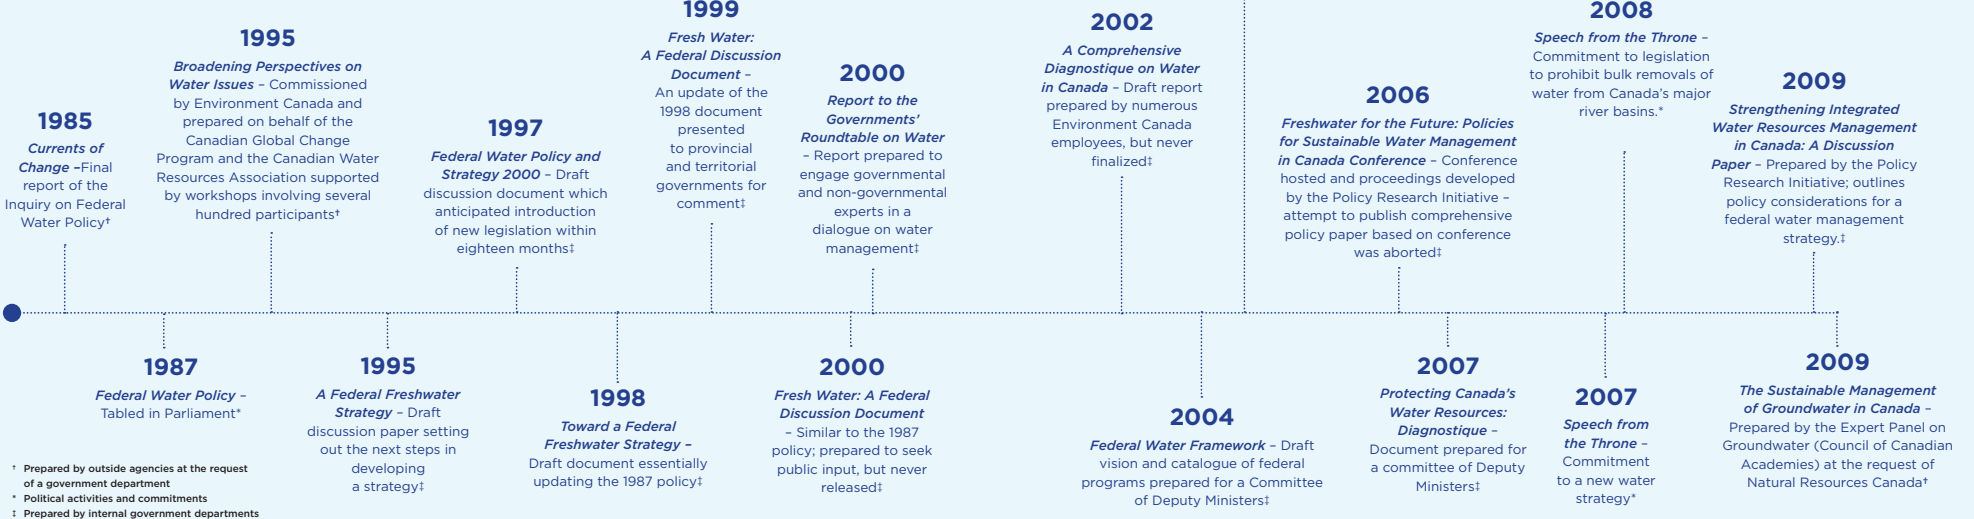 1985
Currents of
Change –Final
report of the
Inquiry on Federal
Water Policy†
1995
Broadening Perspectives on
Water Issues – Commissioned
by Environment Canada and
prepared on behalf of the
Canadian Global Change
Program and the Canadian Water
Resources Association supported
by workshops involving several
hundred participants†
1997
Federal Water Policy and
Strategy 2000 – Draft
discussion document which
anticipated introduction
of new legislation within
eighteen months‡
1999
Fresh Water:
A Federal Discussion
Document –
An update of the
1998 document
presented
to provincial
and territorial
governments for
comment‡
2000
Report to the
Governments’
Roundtable on Water
– Report prepared to
engage governmental
and non-governmental
experts in a
dialogue on water
management‡
2002
A Comprehensive
Diagnostique on Water
in Canada – Draft report
prepared by numerous
Environment Canada
employees, but never
finalized‡
2006
Freshwater for the Future: Policies
for Sustainable Water Management
in Canada Conference – Conference
hosted and proceedings developed
by the Policy Research Initiative –
attempt to publish comprehensive
policy paper based on conference
was aborted‡
2008
Speech from the Throne –
Commitment to legislation
to prohibit bulk removals of
water from Canada’s major
river basins.*
2009
Strengthening Integrated
Water Resources Management
in Canada: A Discussion
Paper – Prepared by the Policy
Research Initiative; outlines
policy considerations for a
federal water management
strategy.‡
1987
Federal Water Policy –
Tabled in Parliament*
1995
A Federal Freshwater
Strategy – Draft
discussion paper setting
out the next steps in
developing
a strategy‡
1998
Toward a Federal
Freshwater Strategy –
Draft document essentially
updating the 1987 policy‡
2000
Fresh Water: A Federal
Discussion Document
– Similar to the 1987
policy; prepared to seek
public input, but never
released‡
2004
Federal Water Framework – Draft
vision and catalogue of federal
programs prepared for a Committee
of Deputy Ministers‡
2007
Protecting Canada’s
Water Resources:
Diagnostique –
Document prepared for
a committee of Deputy
Ministers‡
2007
Speech from
the Throne –
Commitment
to a new water
strategy*
2009
The Sustainable Management
of Groundwater in Canada –
Prepared by the Expert Panel on
Groundwater (Council of Canadian
Academies) at the request of
Natural Resources Canada†
† Prepared by outside agencies at the request
of a government department
* Political activities and commitments
‡ Prepared by internal government departments